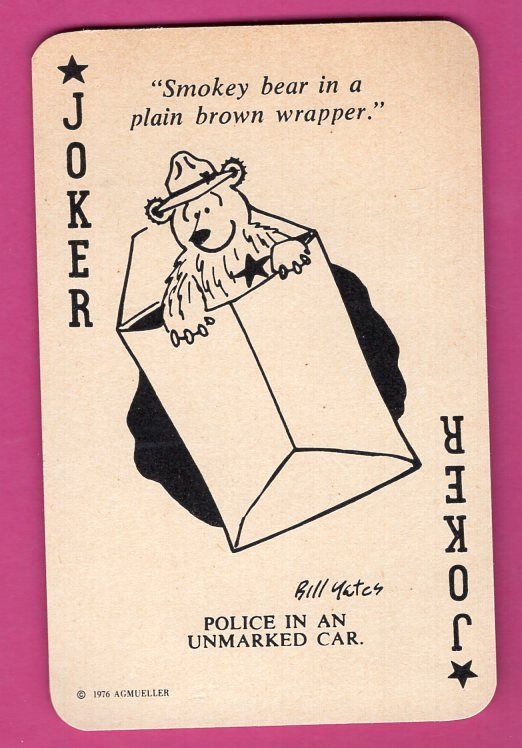 JOKER
“Smokey bear in a
plain brown wrapper.”
Bill Yates
POLICE IN AN
UNMARKED CAR.
© 1976 AGMUELLER
JOKER